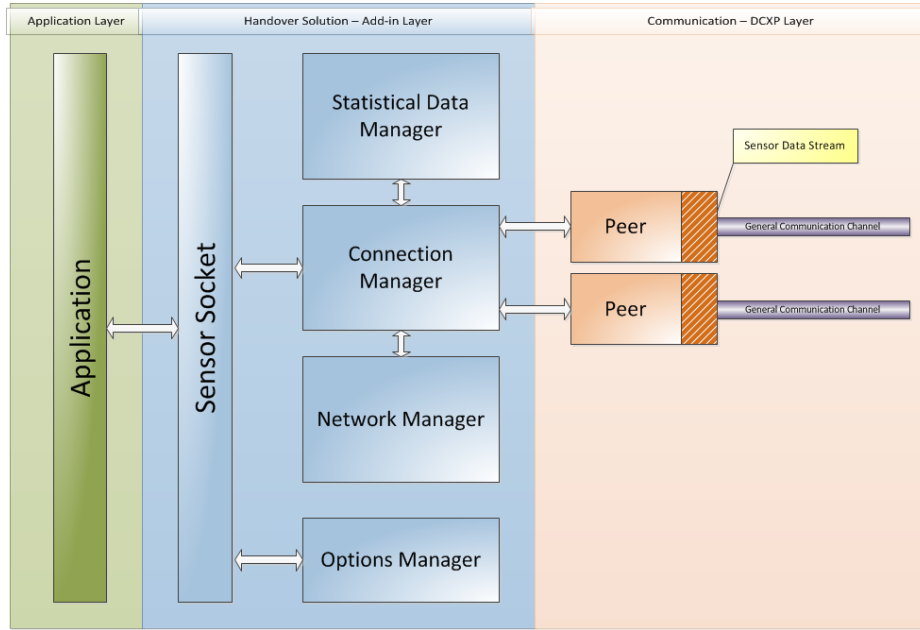 Application Layer
Handover Solution – Add-in Layer
Communication – DCXP Layer
Application
Sensor Socket
Statistical Data
Manager
Connection
Manager
Network Manager
Options Manager
Sensor Data Stream
Peer
General Communication Channel
Peer
General Communication Channel